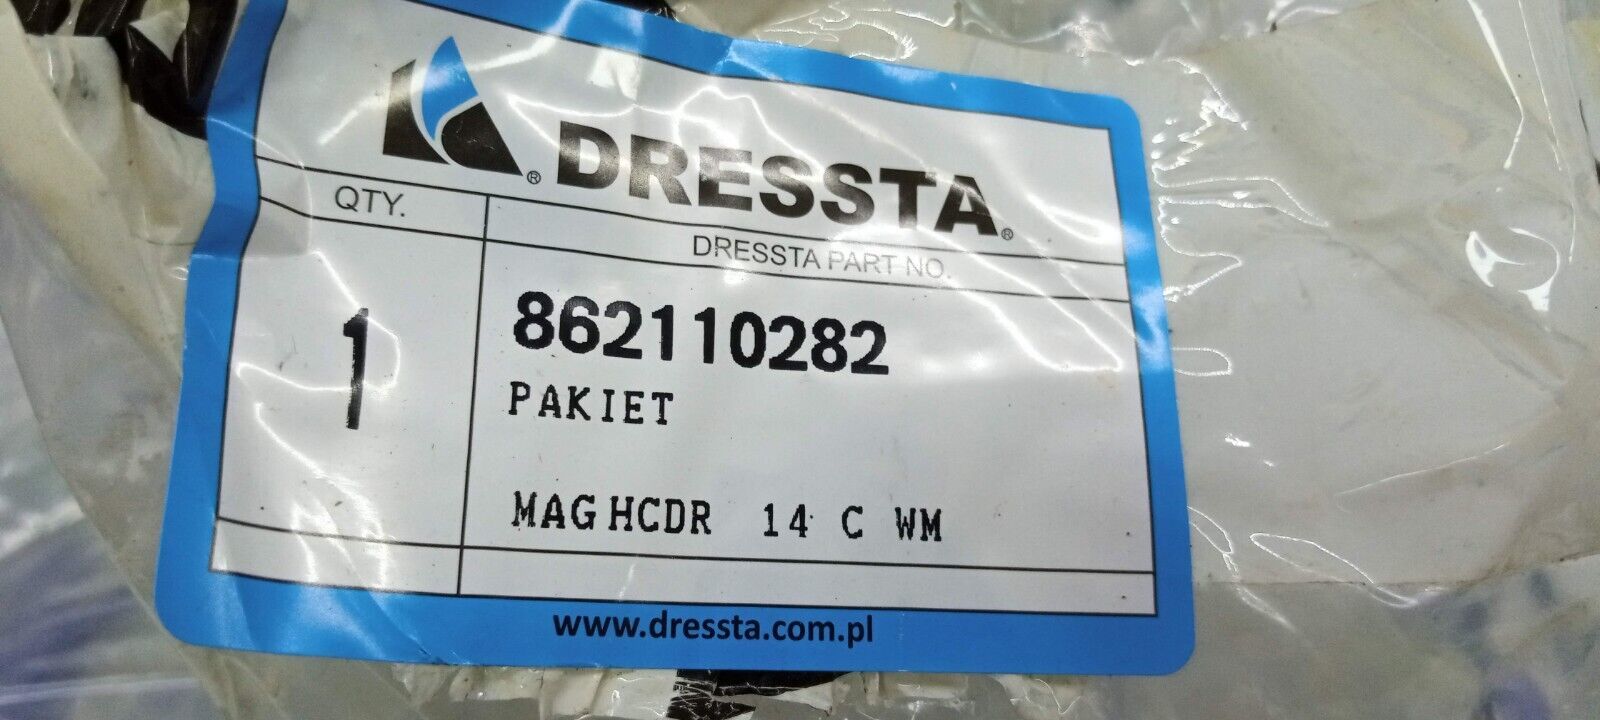 ® DRESSTA®
QTY.
DRESSTA PART NO.
1
862110282
PAKIET
MAG HCDR 14 C WM
www.dressta.com.pl